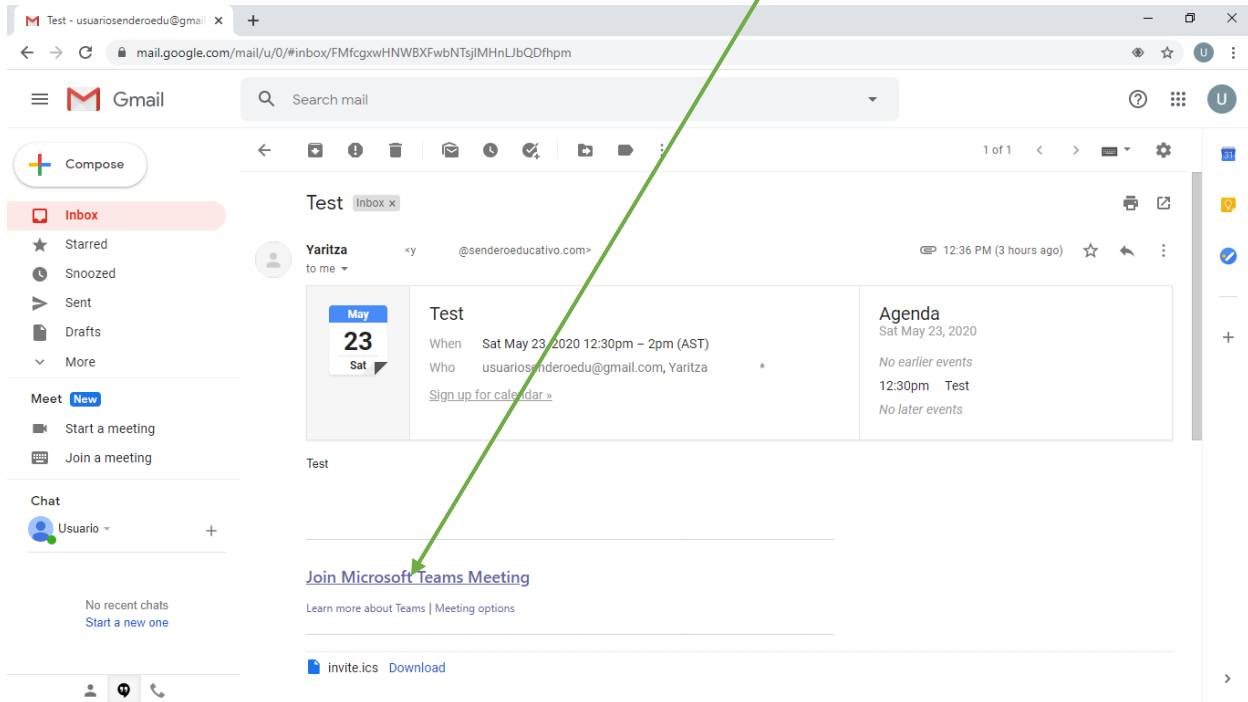 Test - usuariosenderoedu@gmai
mail.google.com/mail/u/0/#inbox/FMfcgxwHNWBXFwbNTsjlMHnLJbQDfhpm
U
Gmail
Search mail
U
Compose
1 of 1
31
Inbox
Starred
Snoozed
Sent
Drafts
More
Meet New
Start a meeting
Join a meeting
Chat
Usuario
No recent chats
Start a new one
Test Inbox x
Yaritza <y @senderoeducativo.com> 12:36 PM (3 hours ago)
to me
May
23
Sat
Test
When Sat May 23, 2020 12:30pm – 2pm (AST)
Who usuariosenderoedu@gmail.com, Yaritza *
Sign up for calendar »
Agenda
Sat May 23, 2020
No earlier events
12:30pm Test
No later events
Test
Join Microsoft Teams Meeting
Learn more about Teams | Meeting options
invite.ics Download